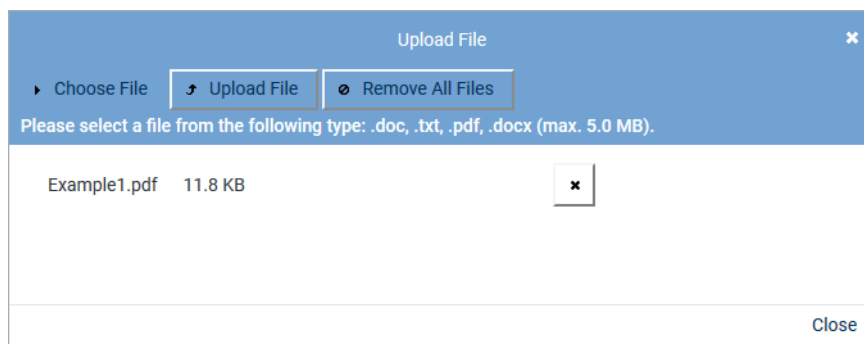 Upload File
Choose File Upload File Remove All Files
Please select a file from the following type: .doc, .txt, .pdf, .docx (max. 5.0 MB).
Example1.pdf 11.8 KB
Close